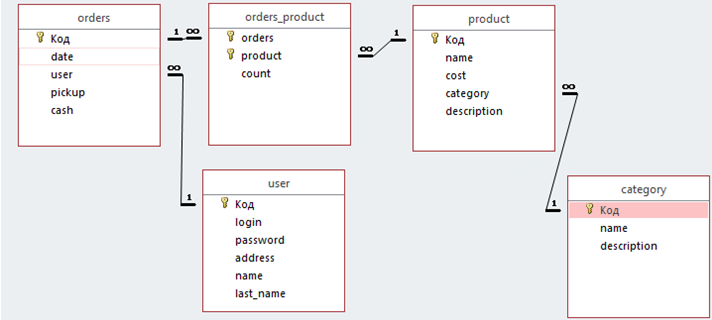 orders
Код
date
user
pickup
cash
1
∞
orders_product
orders
product
count
∞
1
product
Код
name
cost
category
description
∞
1
user
Код
login
password
address
name
last_name
∞
1
category
Код
name
description